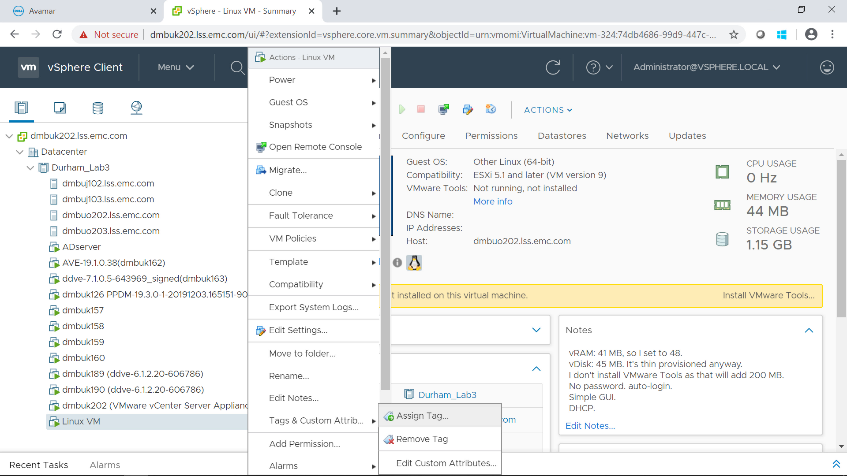 Avamar
vSphere - Linux VM - Summary
Not secure
dmbuk202.lss.emc.com/ui/#?extensionId=vsphere.core.vm.summary&objectId=urn:vmomi:VirtualMachine:vm-324:74db4686-99d9-447c-...
vm vSphere Client
Menu
Administrator@VSPHERE.LOCAL
dmbuk202.lss.emc.com
Datacenter
Durham_Lab3
dmbuj102.lss.emc.com
dmbuj103.lss.emc.com
dmbuo202.lss.emc.com
dmbuo203.lss.emc.com
ADserver
AVE-19.1.0.38(dmbuk162)
ddve-7.1.0.5-643969_signed(dmbuk163)
dmbuk126 PPDM-19.3.0-1-20191203.165151-90
dmbuk157
dmbuk158
dmbuk159
dmbuk160
dmbuk189 (ddve-6.1.2.20-606786)
dmbuk190 (ddve-6.1.2.20-606786)
dmbuk202 (VMware vCenter Server Applianc
Linux VM
Actions - Linux VM
Power
Guest OS
Snapshots
Open Remote Console
Migrate...
Clone
Fault Tolerance
VM Policies
Template
Compatibility
Export System Logs...
Edit Settings...
Move to folder...
Rename...
Edit Notes...
Tags & Custom Attrib...
Add Permission...
Alarms
Assign Tag...
Remove Tag
Edit Custom Attributes...
ACTIONS
Configure
Permissions
Datastores
Networks
Updates
Guest OS: Other Linux (64-bit)
Compatibility: ESXi 5.1 and later (VM version 9)
VMware Tools: Not running, not installed
More info
DNS Name:
IP Addresses:
Host: dmbuo202.lss.emc.com
CPU USAGE
0 Hz
MEMORY USAGE
44 MB
STORAGE USAGE
1.15 GB
t installed on this virtual machine.
Install VMware Tools...
Durham_Lab3
om
Notes
vRAM: 41 MB, so I set to 48.
vDisk: 45 MB. It's thin provisioned anyway.
I don't install VMware Tools as that will add 200 MB.
No password. auto-login.
Simple GUI.
DHCP.
Edit Notes...
Recent Tasks
Alarms